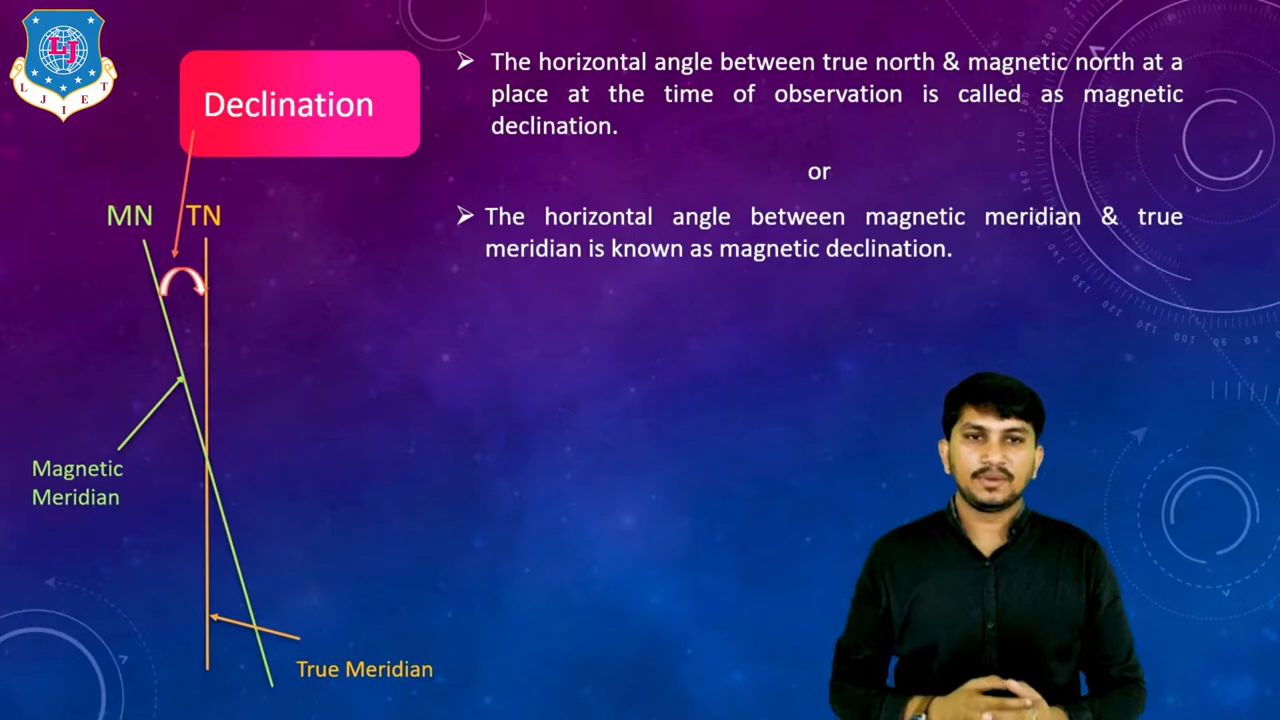 LJ
L J I E T
Declination
The horizontal angle between true north & magnetic north at a
place at the time of observation is called as magnetic
declination.
or
The horizontal angle between magnetic meridian & true
meridian is known as magnetic declination.
MN TN
Magnetic
Meridian
True Meridian